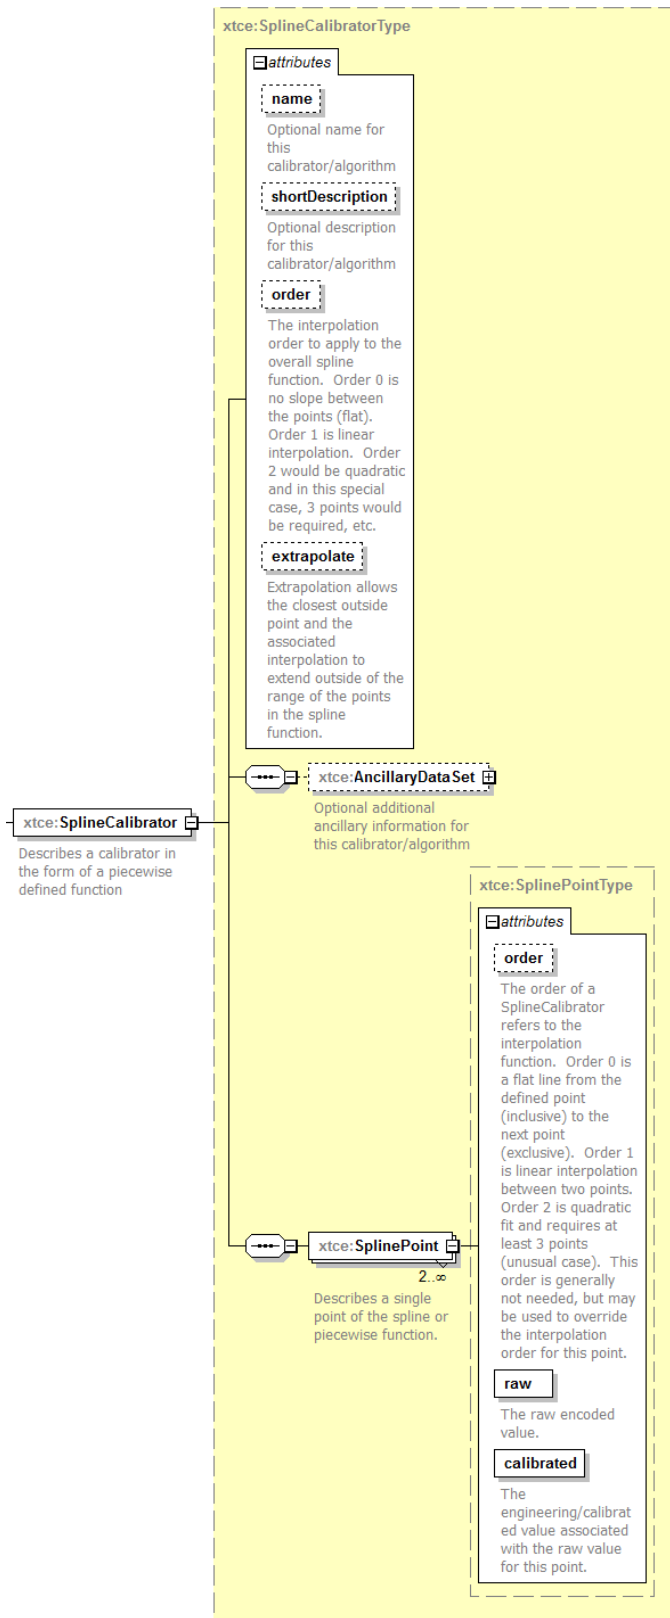 xtce:SplineCalibratorType
attributes
name
Optional name for
this
calibrator/algorithm
shortDescription
Optional description
for this
calibrator/algorithm
order
The interpolation
order to apply to the
overall spline
function.  Order 0 is
no slope between
the points (flat).
Order 1 is linear
interpolation.  Order
2 would be quadratic
and in this special
case, 3 points would
be required, etc.
extrapolate
Extrapolation allows
the closest outside
point and the
associated
interpolation to
extend outside of the
range of the points
in the spline
function.
xtce:AncillaryDataSet
Optional additional
ancillary information for
this calibrator/algorithm
xtce:SplineCalibrator
Describes a calibrator in
the form of a piecewise
defined function
xtce:SplinePointType
attributes
order
The order of a
SplineCalibrator
refers to the
interpolation
function.  Order 0 is
a flat line from the
defined point
(inclusive) to the
next point
(exclusive).  Order 1
is linear interpolation
between two points.
Order 2 is quadratic
fit and requires at
least 3 points
(unusual case).  This
order is generally
not needed, but may
be used to override
the interpolation
order for this point.
xtce:SplinePoint
2..∞
Describes a single
point of the spline or
piecewise function.
raw
The raw encoded
value.
calibrated
The
engineering/calibrat
ed value associated
with the raw value
for this point.